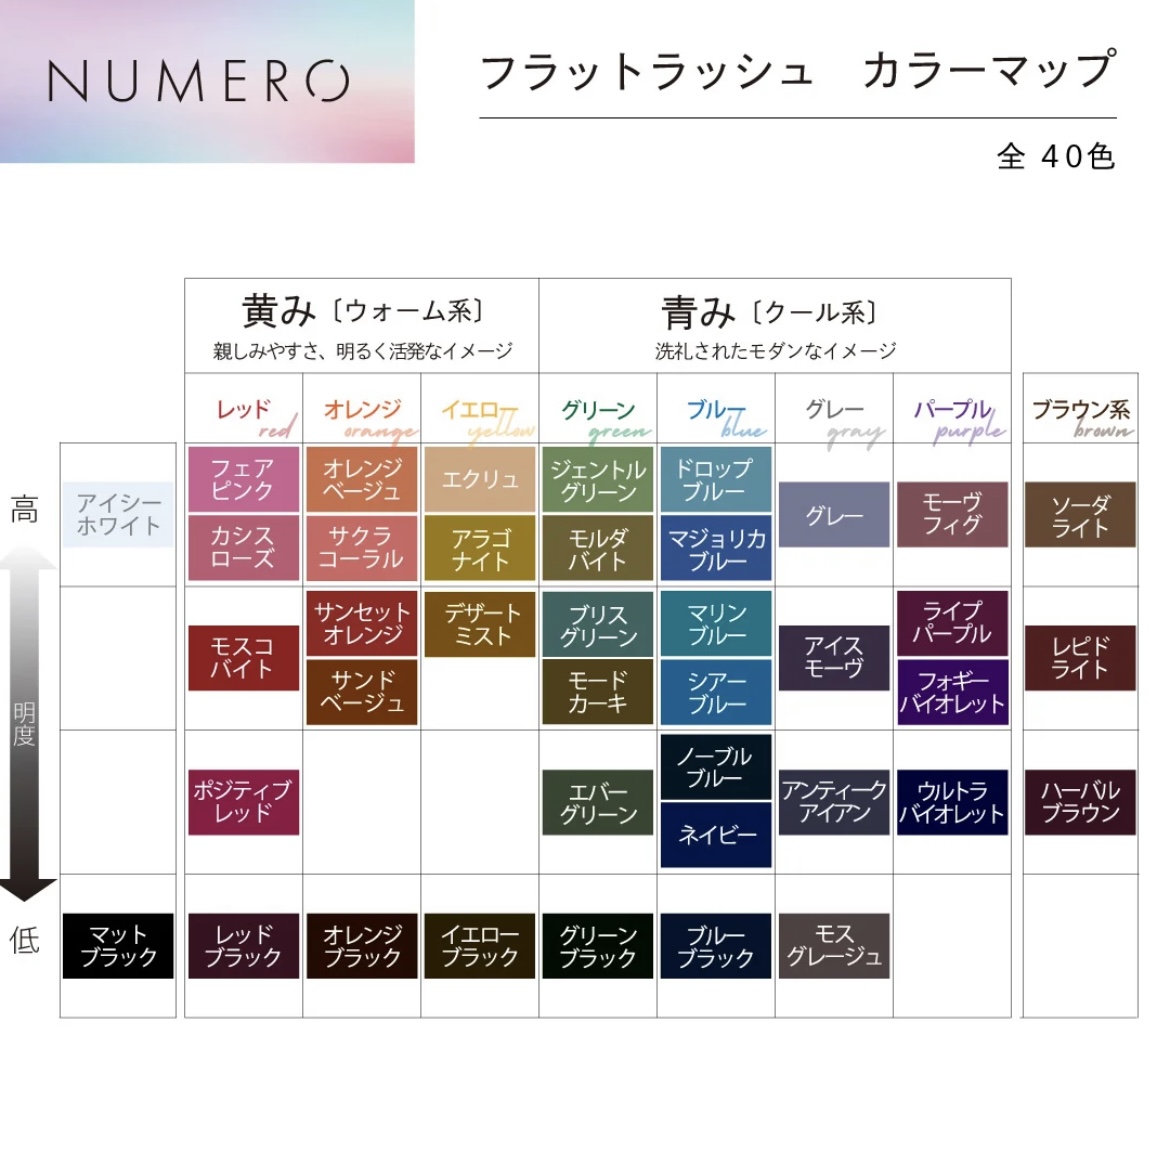 NUMERO
フラットラッシュ カラーマップ
全 40色
黄み〔ウォーム系〕
親しみやすさ、明るく活発なイメージ
青み〔クール系〕
洗礼されたモダンなイメージ
レッド
red
オレンジ
orange
イエロー
yellow
グリーン
green
ブルー
blue
グレー
gray
パープル
purple
ブラウン系
brown
高
明度
低
アイシー
ホワイト
フェア
ピンク
カシス
ローズ
オレンジ
ベージュ
サクラ
コーラル
エクリュ
アラゴ
ナイト
ジェントル
グリーン
モルダ
バイト
ドロップ
ブルー
マジョリカ
ブルー
グレー
モーヴ
フィグ
ソーダ
ライト
モスコ
バイト
サンセット
オレンジ
サンド
ベージュ
デザート
ミスト
ブリス
グリーン
モード
カーキ
マリン
ブルー
シアー
ブルー
アイス
モーヴ
ライプ
パープル
フォギー
バイオレット
レピド
ライト
ポジティブ
レッド
エバー
グリーン
ノーブル
ブルー
ネイビー
アンティーク
アイアン
ウルトラ
バイオレット
ハーバル
ブラウン
マット
ブラック
レッド
ブラック
オレンジ
ブラック
イエロー
ブラック
グリーン
ブラック
ブルー
ブラック
モス
グレージュ